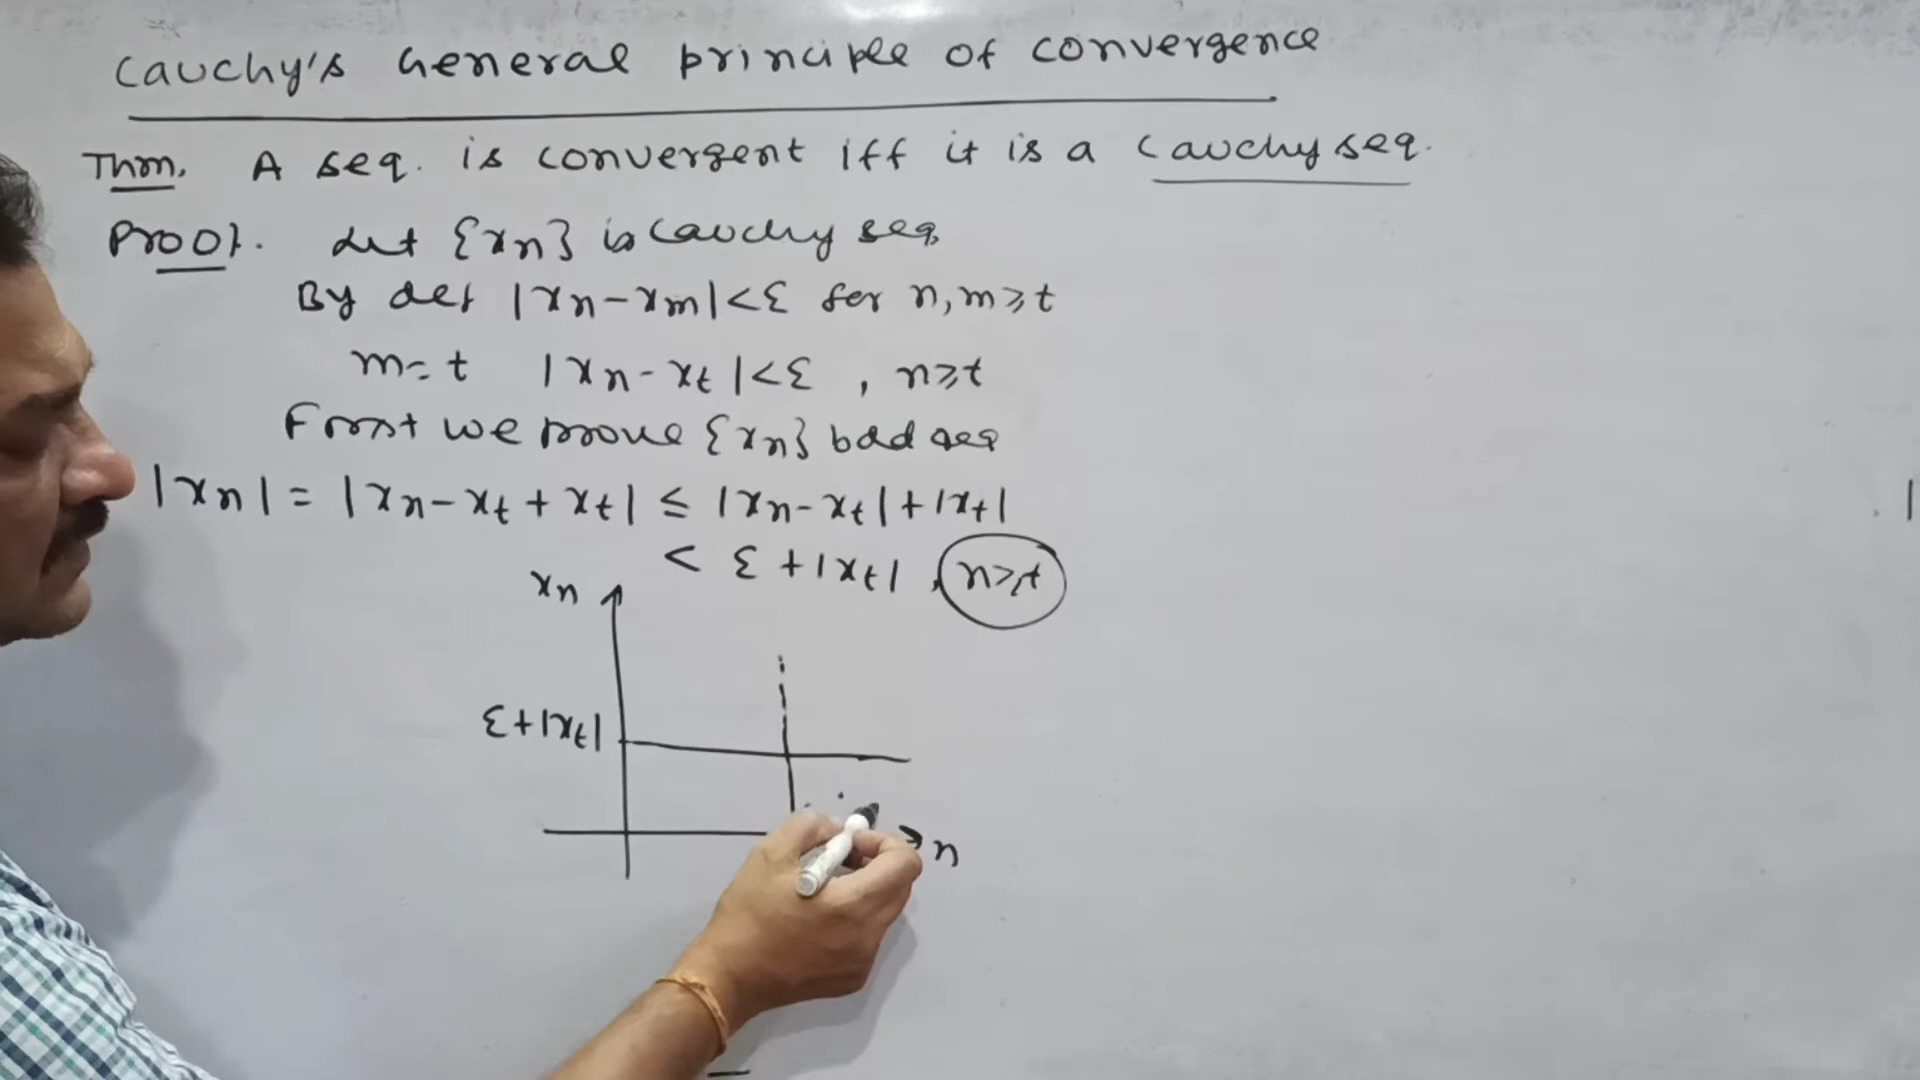 Cauchy's General principle of convergence
Thm. A seq. is convergent iff it is a Cauchy seq.
Proof. Let {xn} is Cauchy seq.
By def |xn-xm|<ε for n,m≥t
m=t |xn-xt|<ε , n≥t
First we prove {xn} bdd seq
|xn| = |xn-xt+xt| ≤ |xn-xt|+|xt|
< ε+|xt|, n≥t
xn
ε+|xt|
n